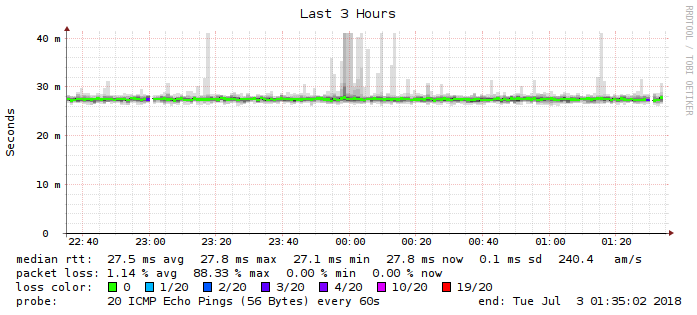 Last 3 Hours
RRDTOOL / TOBI OETIKER
Seconds
40 m
30 m
20 m
10 m
0
22:40 23:00 23:20 23:40 00:00 00:20 00:40 01:00 01:20
median rtt: 27.5 ms avg 27.8 ms max 27.1 ms min 27.8 ms now 0.1 ms sd 240.4 am/s
packet loss: 1.14 % avg 88.33 % max 0.00 % min 0.00 % now
loss color: 0 1/20 2/20 3/20 4/20 10/20 19/20
probe: 20 ICMP Echo Pings (56 Bytes) every 60s end: Tue Jul 3 01:35:02 2018